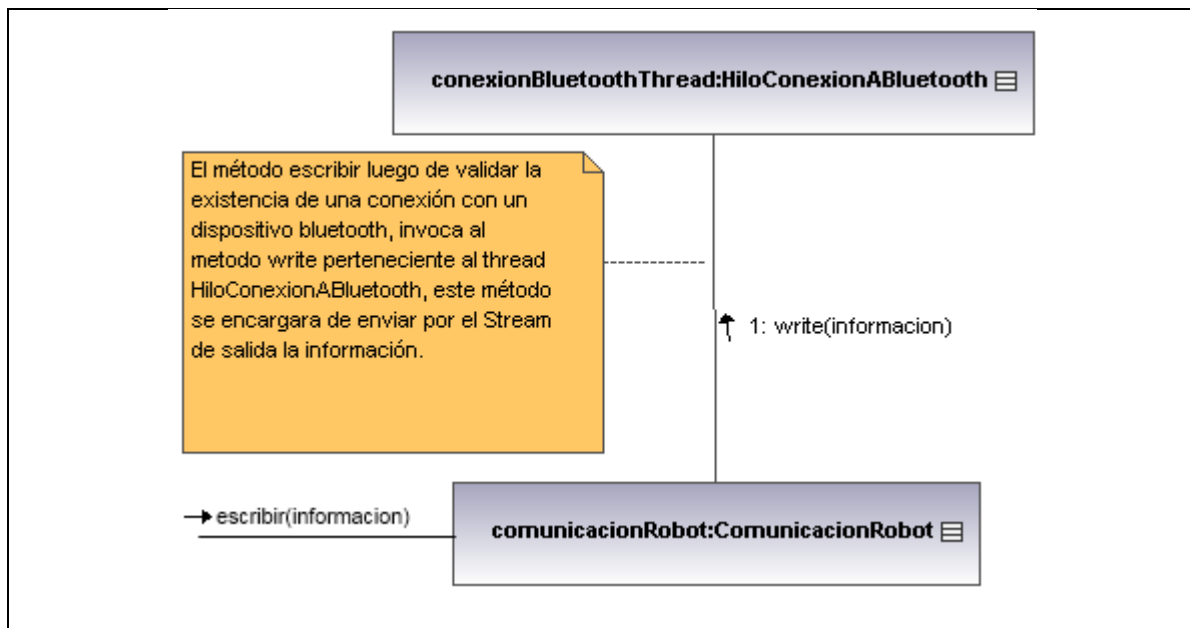 conexionBluetoothThread:HiloConexionABluetooth
El método escribir luego de validar la
existencia de una conexión con un
dispositivo bluetooth, invoca al
metodo write perteneciente al thread
HiloConexionABluetooth, este método
se encargara de enviar por el Stream
de salida la información.
1: write(informacion)
escribir(informacion)
comunicacionRobot:ComunicacionRobot